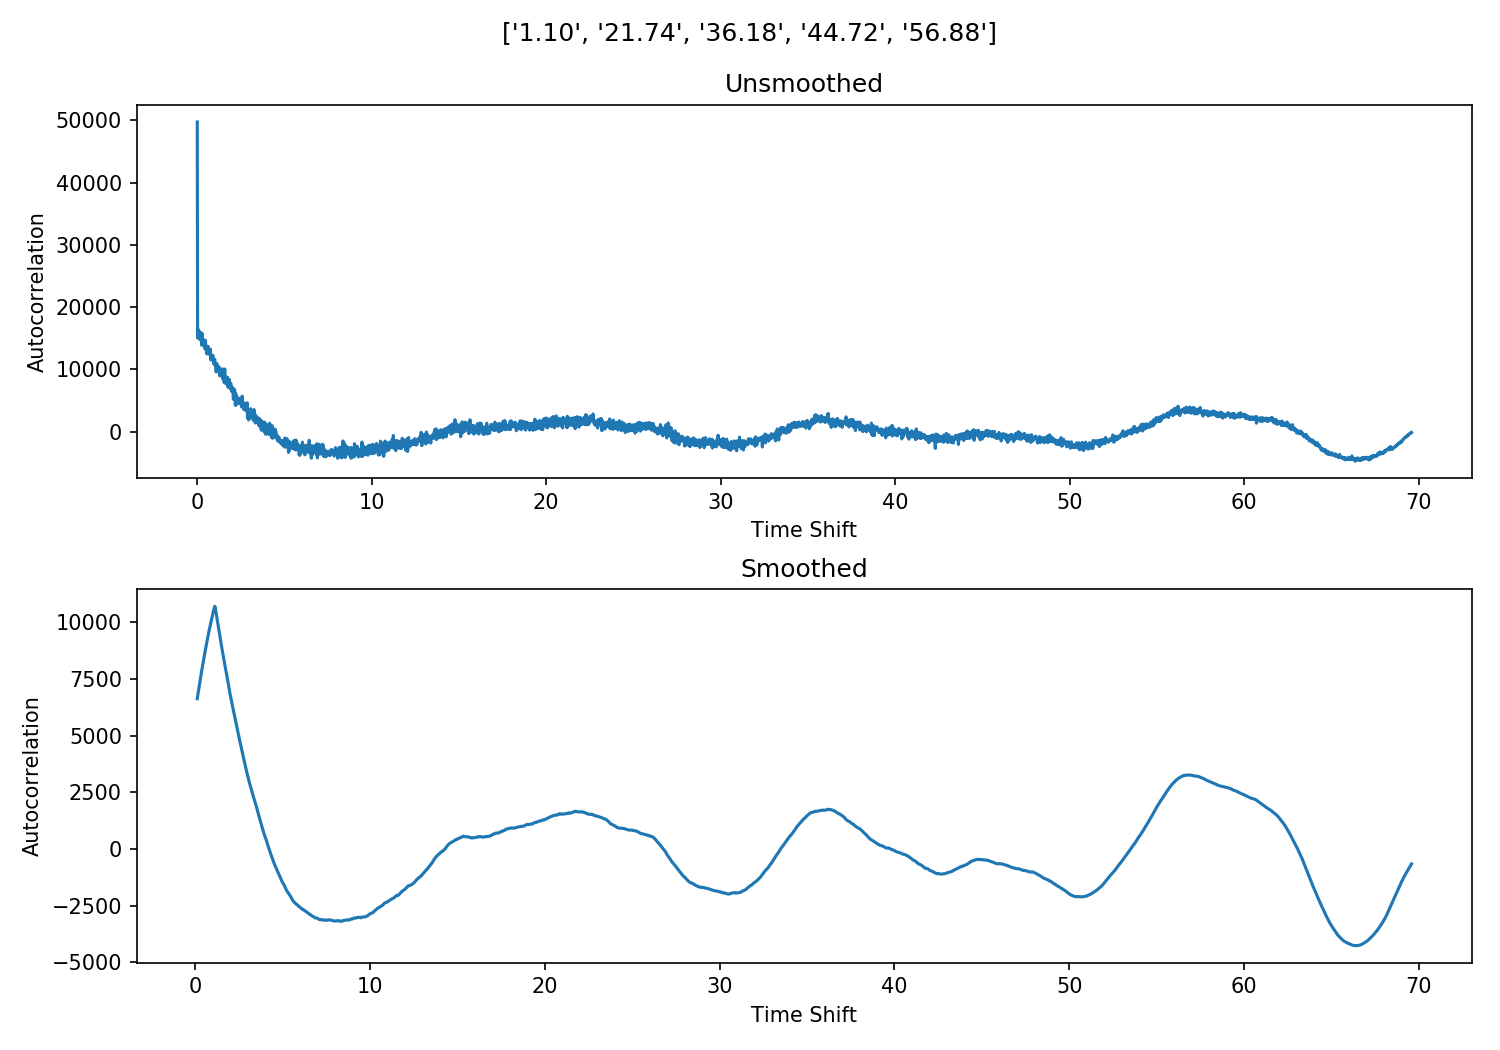 ['1.10', '21.74', '36.18', '44.72', '56.88']
Unsmoothed
50000
40000
30000
20000
10000
0
Autocorrelation
0 10 20 30 40 50 60 70
Time Shift
Smoothed
10000
7500
5000
2500
0
−2500
−5000
Autocorrelation
0 10 20 30 40 50 60 70
Time Shift